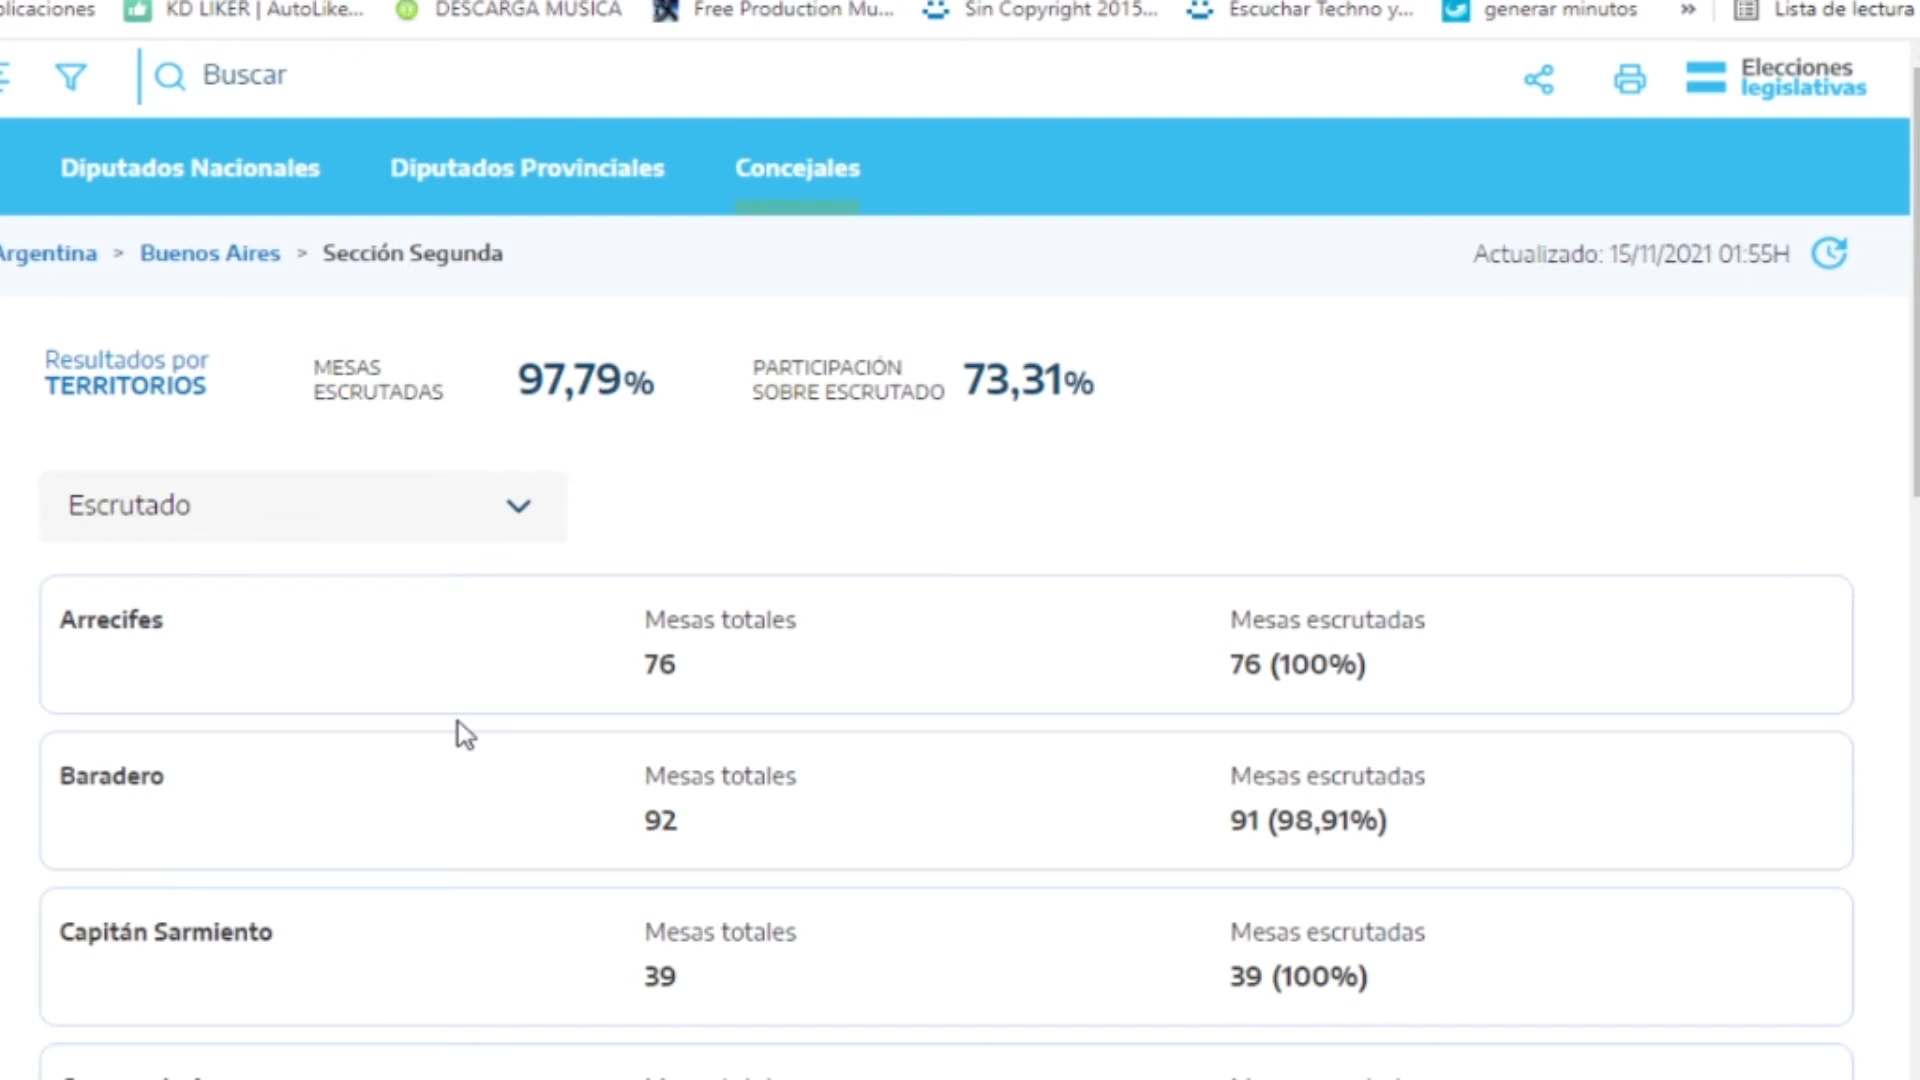 KD LIKER | AutoLike... DESCARGA MUSICA Free Production Mu... Sin Copyright 2015... Escuchar Techno y... generar minutos » Lista de lectura
Buscar
Elecciones
legislativas
Diputados Nacionales Diputados Provinciales Concejales
Argentina > Buenos Aires > Sección Segunda Actualizado: 15/11/2021 01:55H
Resultados por
TERRITORIOS
MESAS
ESCRUTADAS
97,79%
PARTICIPACIÓN
SOBRE ESCRUTADO
73,31%
Escrutado
Arrecifes Mesas totales Mesas escrutadas
76 76 (100%)
Baradero Mesas totales Mesas escrutadas
92 91 (98,91%)
Capitán Sarmiento Mesas totales Mesas escrutadas
39 39 (100%)